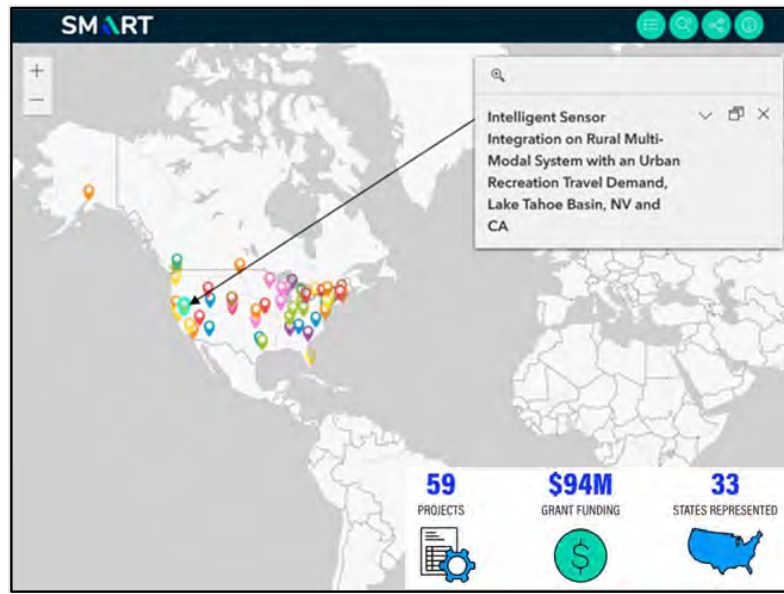 SMART
+
−
Intelligent Sensor
Integration on Rural Multi-
Modal System with an Urban
Recreation Travel Demand,
Lake Tahoe Basin, NV and
CA
59 $94M 33
PROJECTS GRANT FUNDING STATES REPRESENTED
$